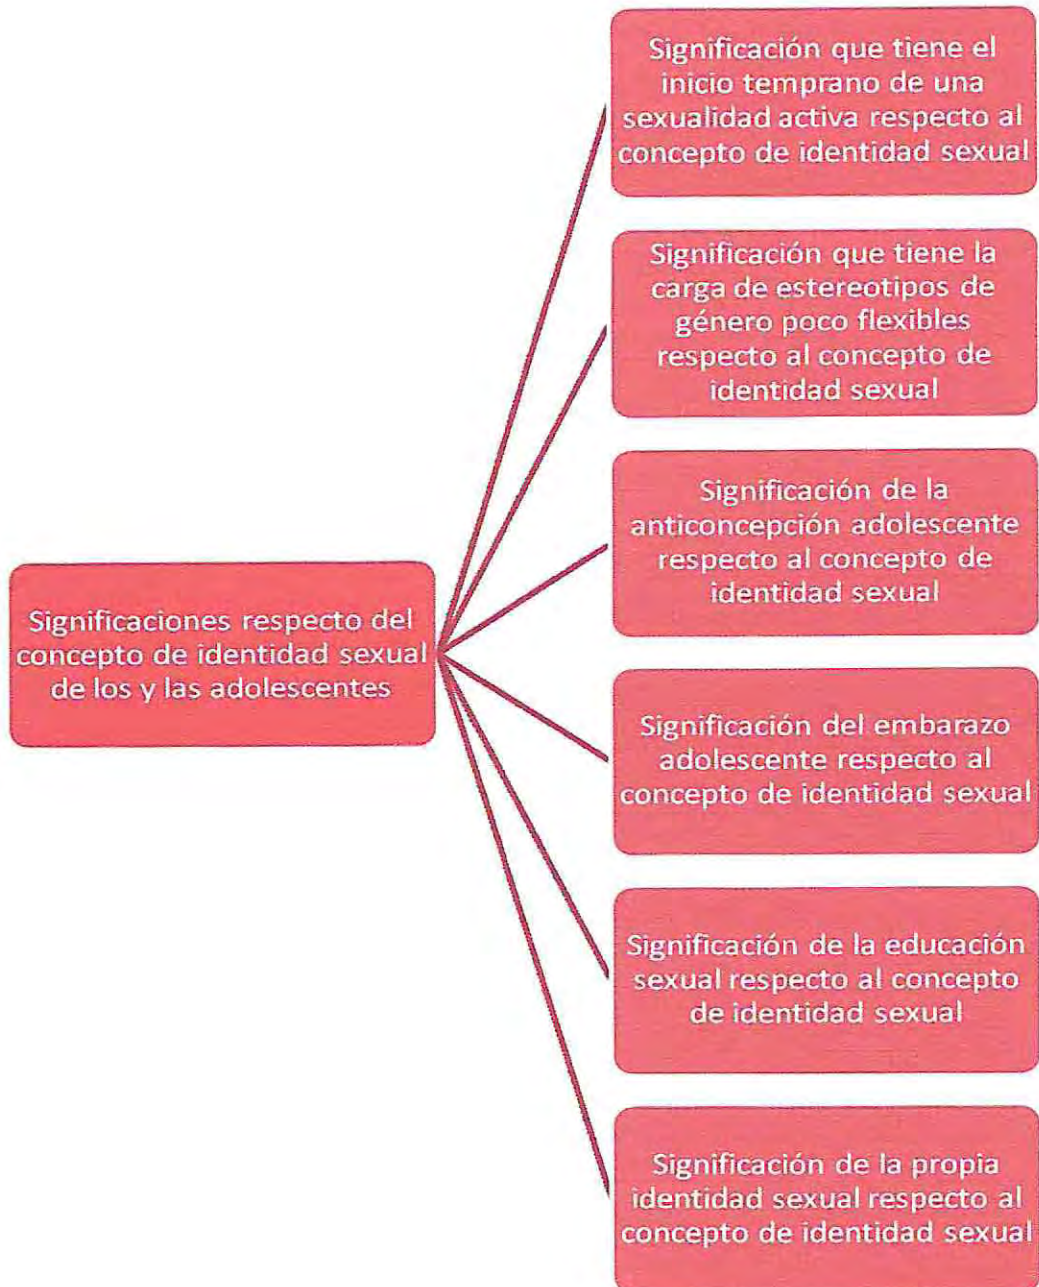 Significaciones respecto del
concepto de identidad sexual
de los y las adolescentes
Significación que tiene el
inicio temprano de una
sexualidad activa respecto al
concepto de identidad sexual
Significación que tiene la
carga de estereotipos de
género poco flexibles
respecto al concepto de
identidad sexual
Significación de la
anticoncepción adolescente
respecto al concepto de
identidad sexual
Significación del embarazo
adolescente respecto al
concepto de identidad sexual
Significación de la educación
sexual respecto al concepto
de identidad sexual
Significación de la propia
identidad sexual respecto al
concepto de identidad sexual